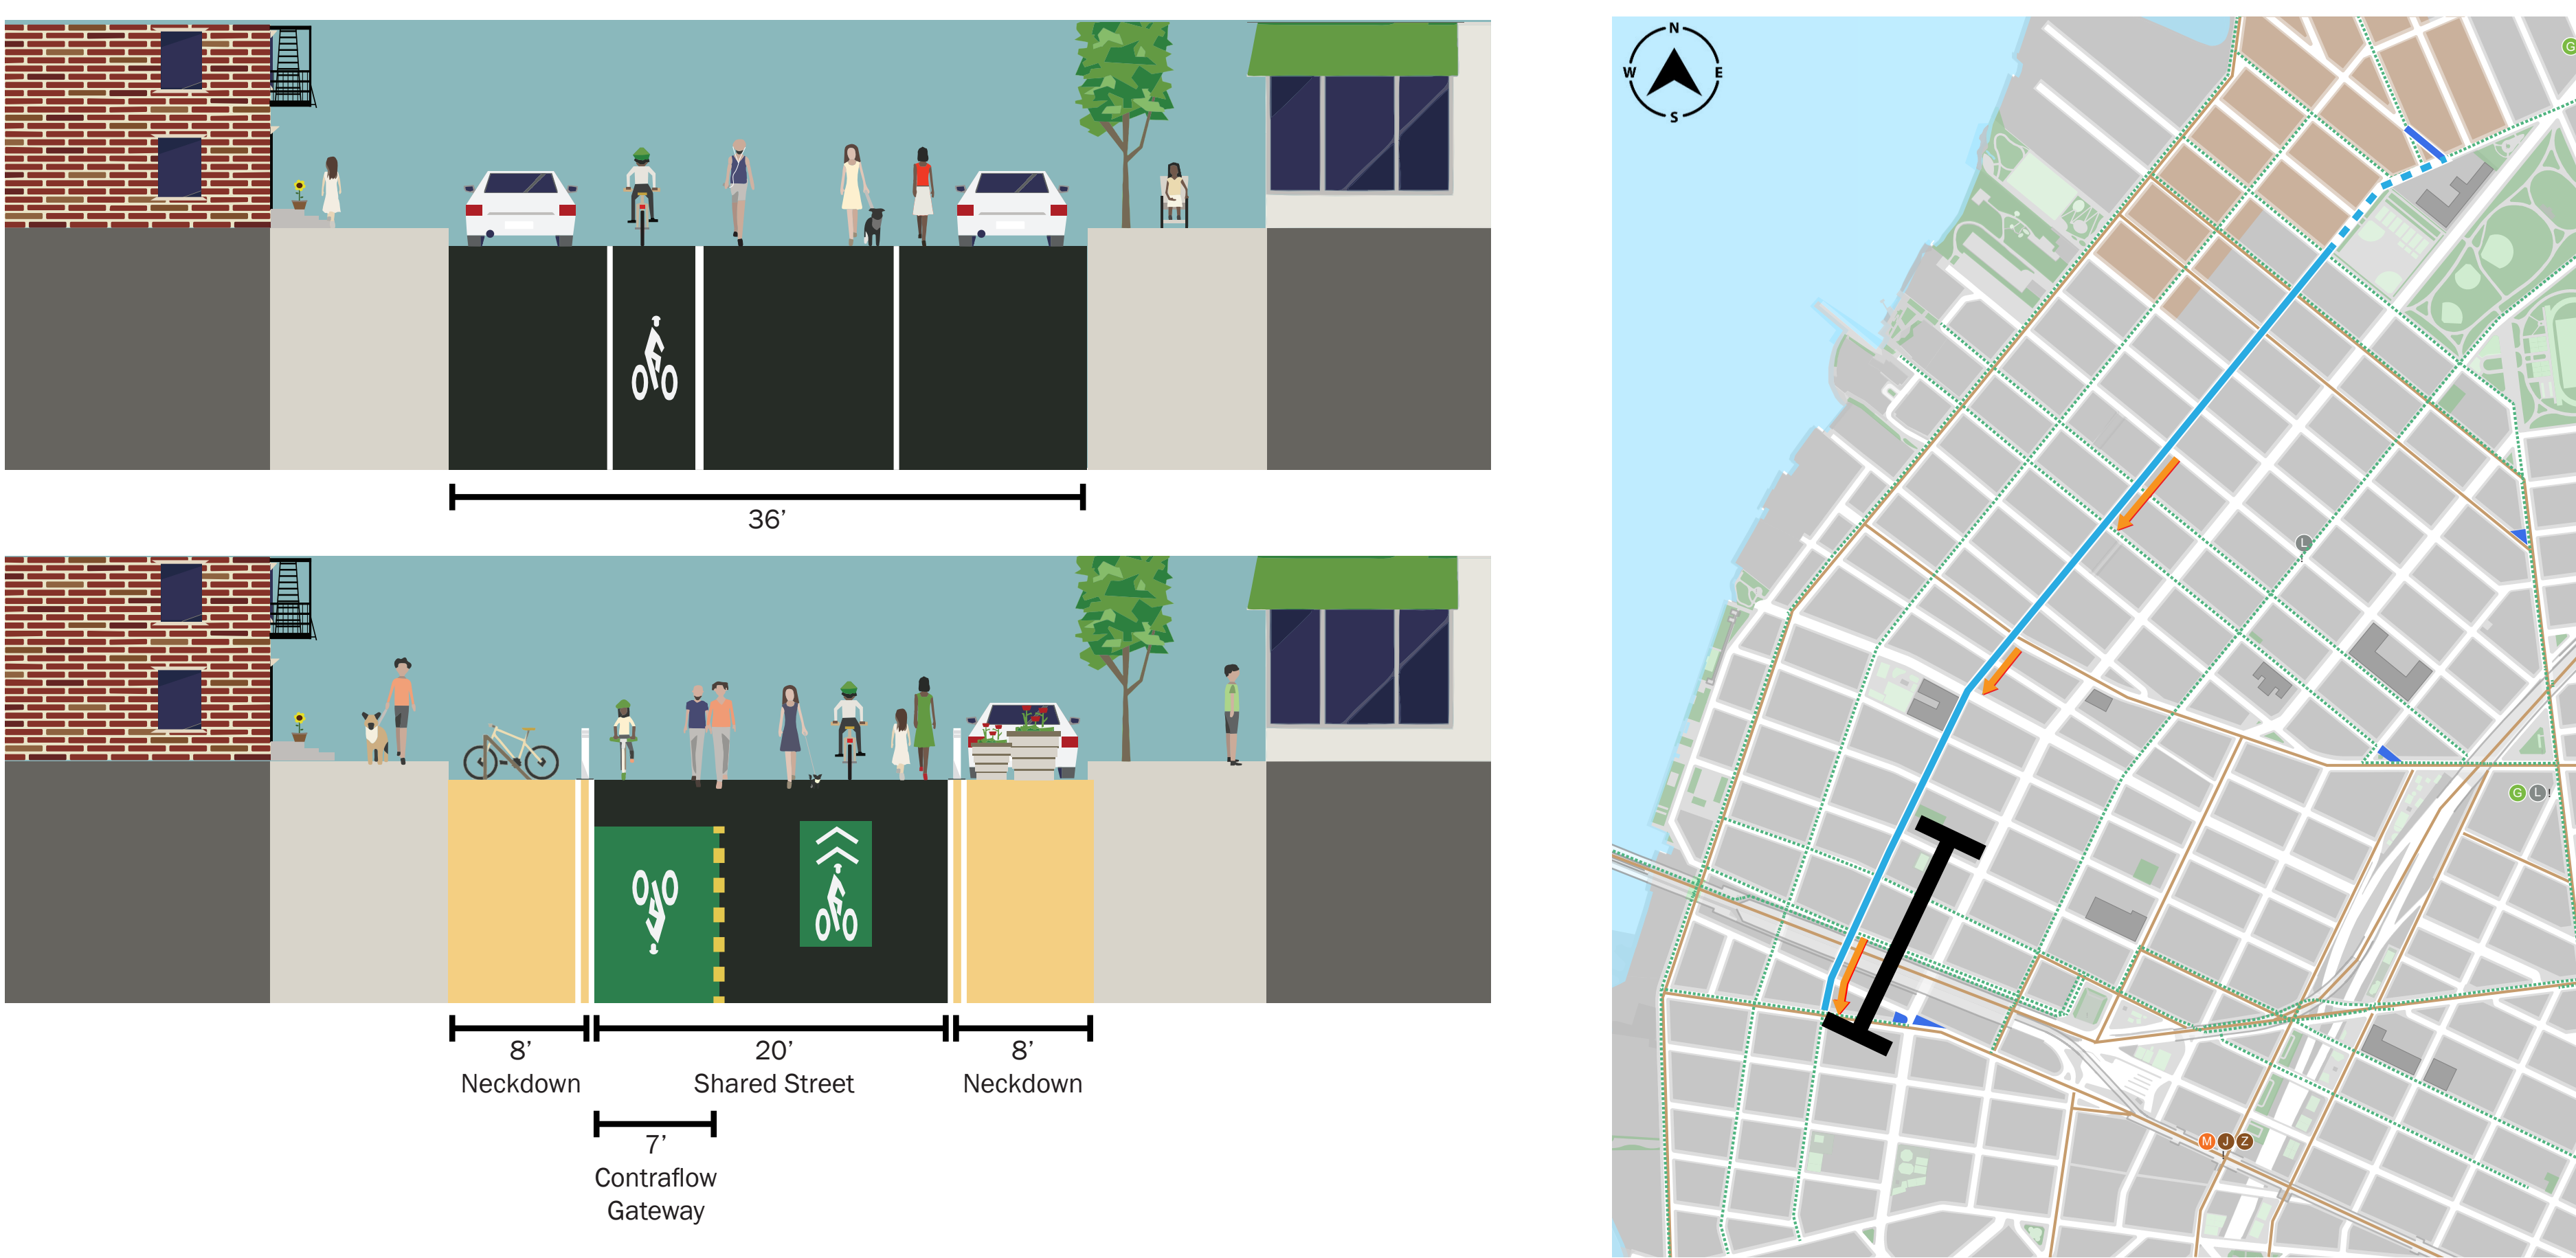 36’
8’
20’
8’
Neckdown
Shared Street
Neckdown
7’
Contraflow
Gateway
N
W
E
S
G
L
G
L
M
J
Z